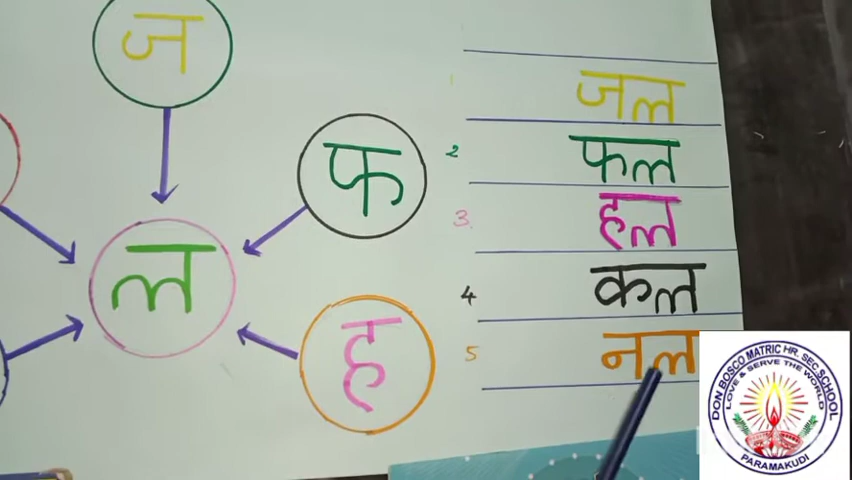 ज
फ
ल
ह
1 जल
2 फल
3. हल
4 कल
5 नल
DON BOSCO MATRIC HR. SEC SCHOOL
LOVE & SERVE THE WORLD
PARAMAKUDI